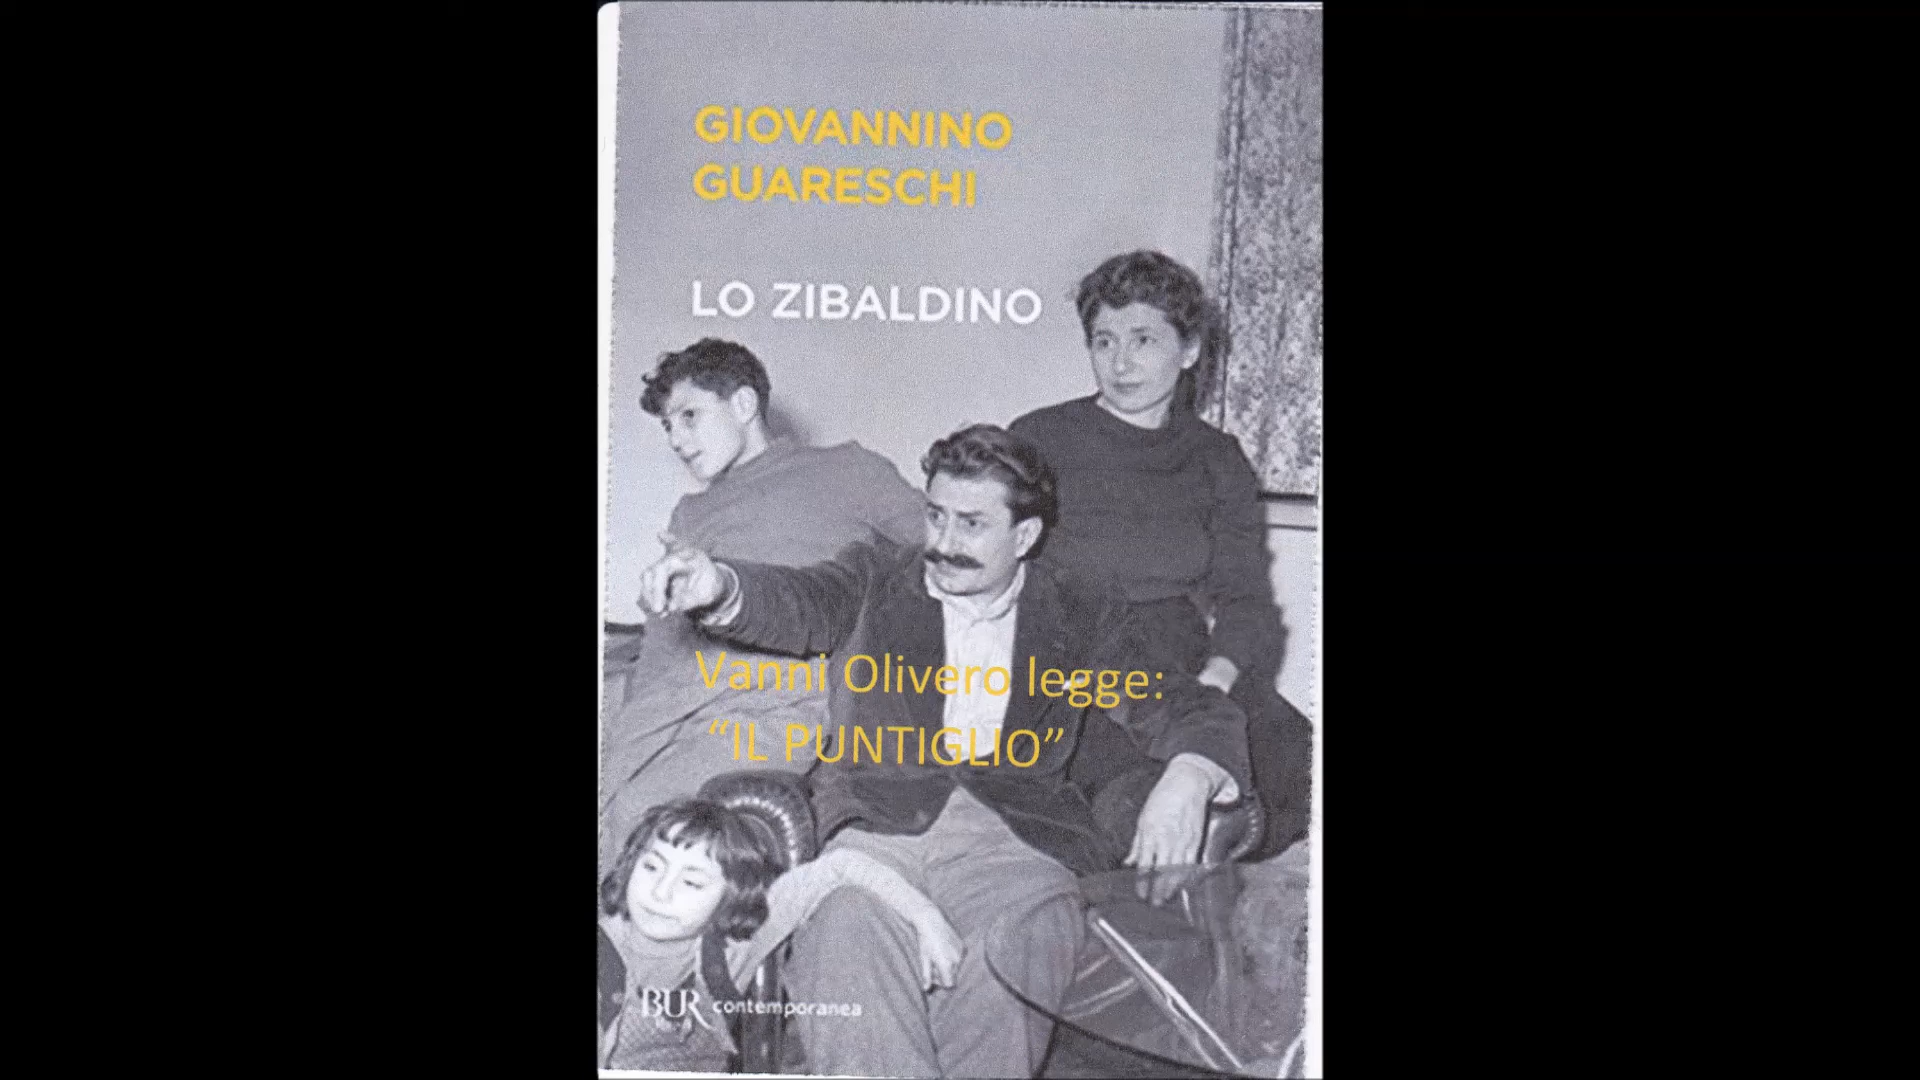 GIOVANNINO
GUARESCHI
LO ZIBALDINO
Vanni Olivero legge:
“IL PUNTIGLIO”
BUR contemporanea